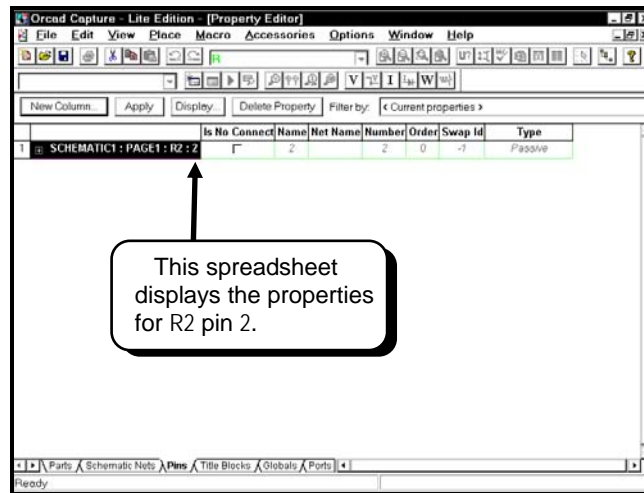 Orcad Capture - Lite Edition - [Property Editor]
File Edit View Place Macro Accessories Options Window Help
R
V I W
New Column... Apply Display... Delete Property Filter by: < Current properties >
Is No Connect Name Net Name Number Order Swap Id Type
1 SCHEMATIC1 : PAGE1 : R2 : 2 2 2 0 -1 Passive
This spreadsheet
displays the properties
for R2 pin 2.
Parts Schematic Nets Pins Title Blocks Globals Ports
Ready